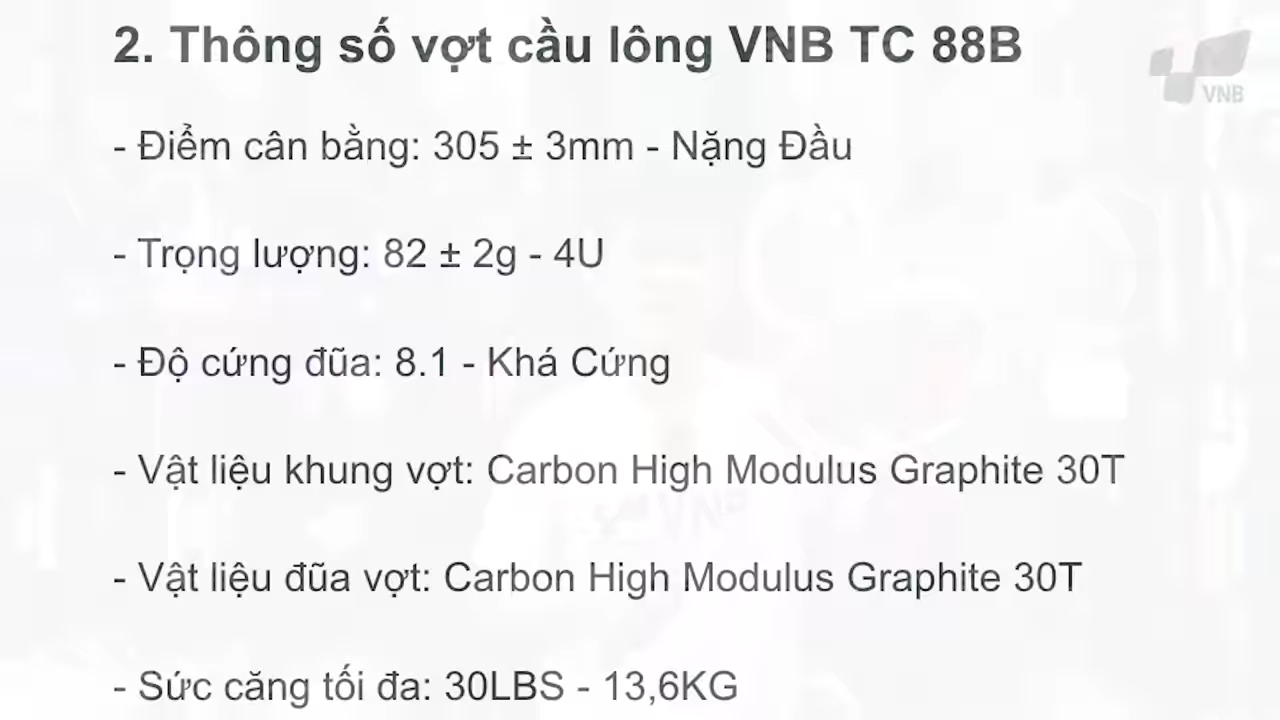 2. Thông số vợt cầu lông VNB TC 88B
VNB
- Điểm cân bằng: 305 ± 3mm - Nặng Đầu
- Trọng lượng: 82 ± 2g - 4U
- Độ cứng đũa: 8.1 - Khá Cứng
- Vật liệu khung vợt: Carbon High Modulus Graphite 30T
VNB
- Vật liệu đũa vợt: Carbon High Modulus Graphite 30T
- Sức căng tối đa: 30LBS - 13,6KG